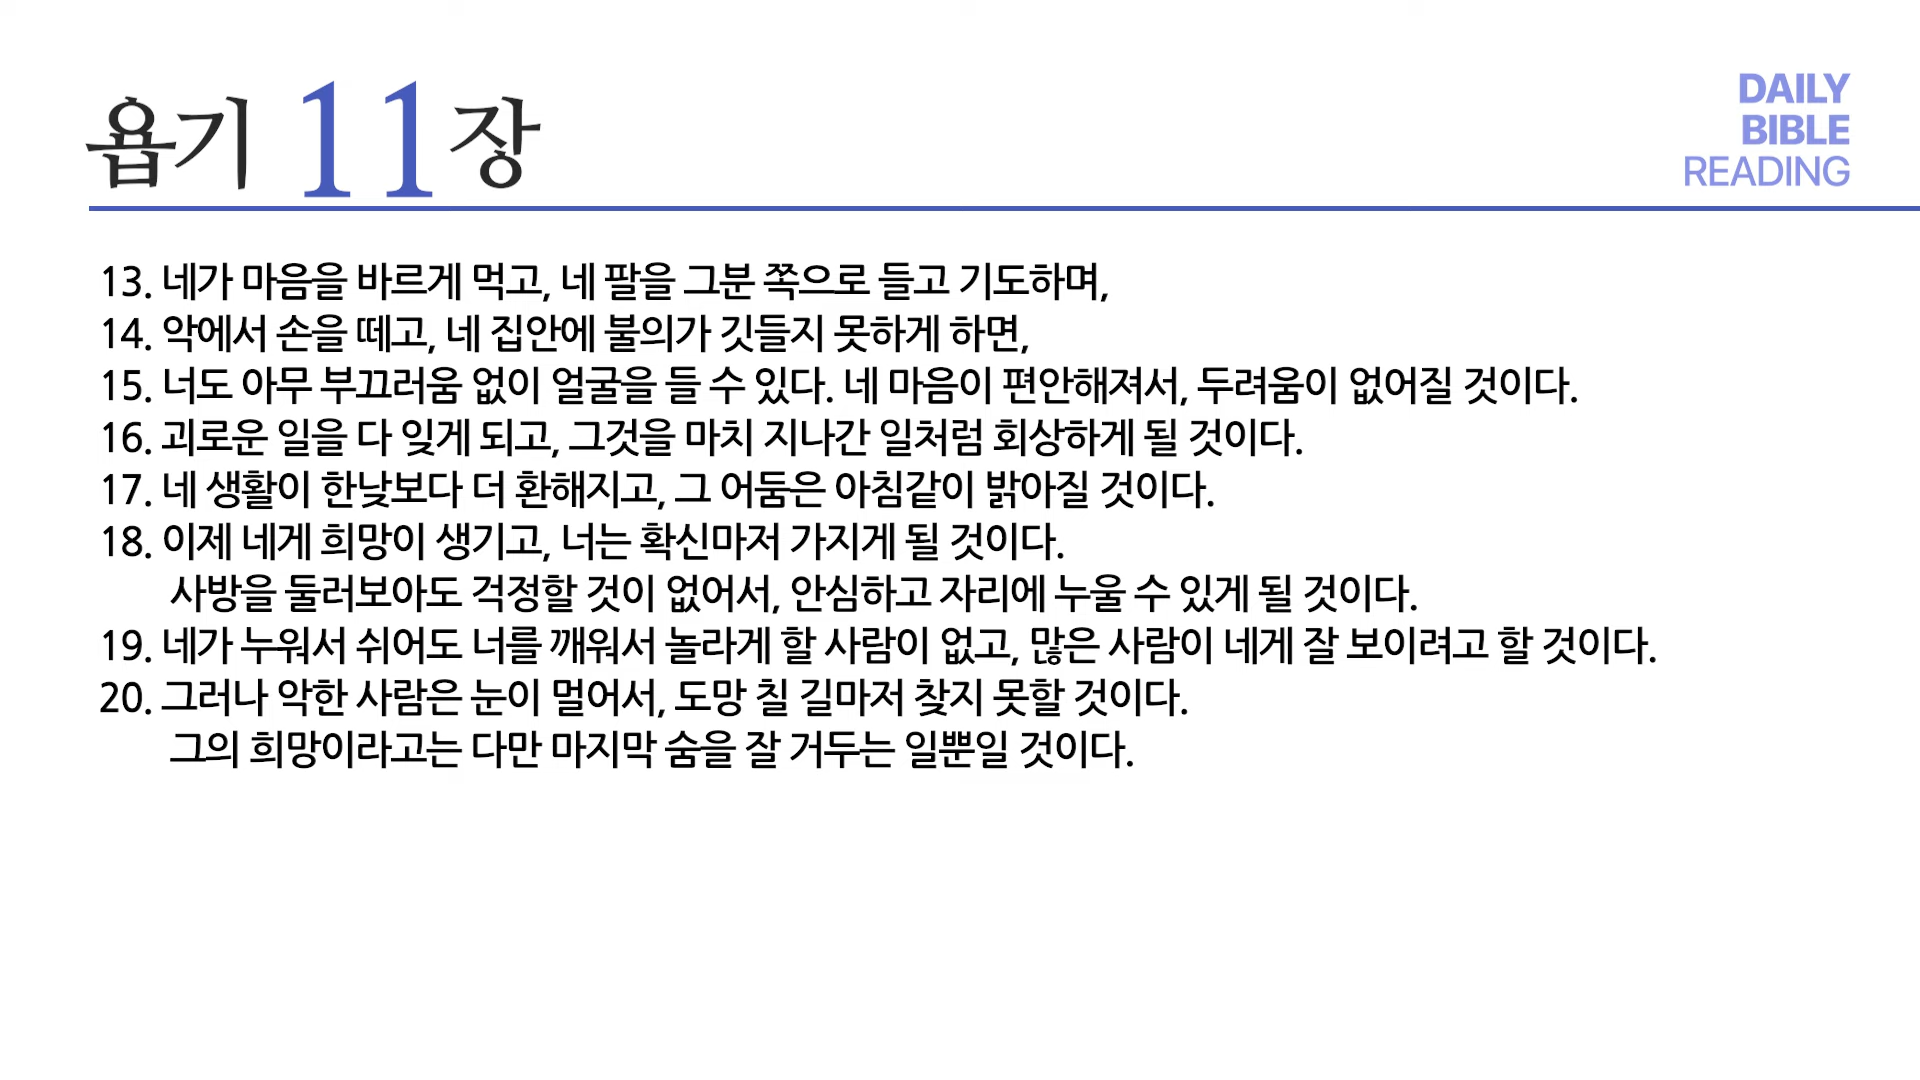 욥기 11장
DAILY
BIBLE
READING
13. 네가 마음을 바르게 먹고, 네 팔을 그분 쪽으로 들고 기도하며,
14. 악에서 손을 떼고, 네 집안에 불의가 깃들지 못하게 하면,
15. 너도 아무 부끄러움 없이 얼굴을 들 수 있다. 네 마음이 편안해져서, 두려움이 없어질 것이다.
16. 괴로운 일을 다 잊게 되고, 그것을 마치 지나간 일처럼 회상하게 될 것이다.
17. 네 생활이 한낮보다 더 환해지고, 그 어둠은 아침같이 밝아질 것이다.
18. 이제 네게 희망이 생기고, 너는 확신마저 가지게 될 것이다.
사방을 둘러보아도 걱정할 것이 없어서, 안심하고 자리에 누울 수 있게 될 것이다.
19. 네가 누워서 쉬어도 너를 깨워서 놀라게 할 사람이 없고, 많은 사람이 네게 잘 보이려고 할 것이다.
20. 그러나 악한 사람은 눈이 멀어서, 도망 칠 길마저 찾지 못할 것이다.
그의 희망이라고는 다만 마지막 숨을 잘 거두는 일뿐일 것이다.